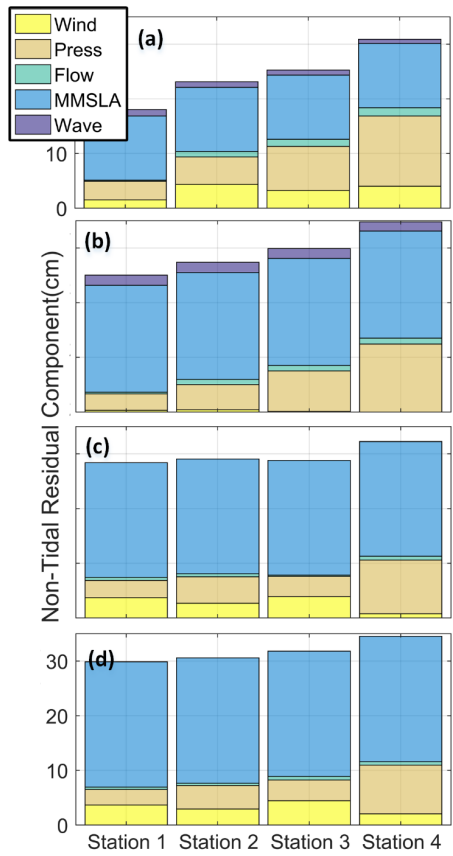 Wind
Press
Flow
MMSLA
Wave
(a)
10
0
(b)
(c)
(d)
30
20
10
0
Non-Tidal Residual Component(cm)
Station 1 Station 2 Station 3 Station 4